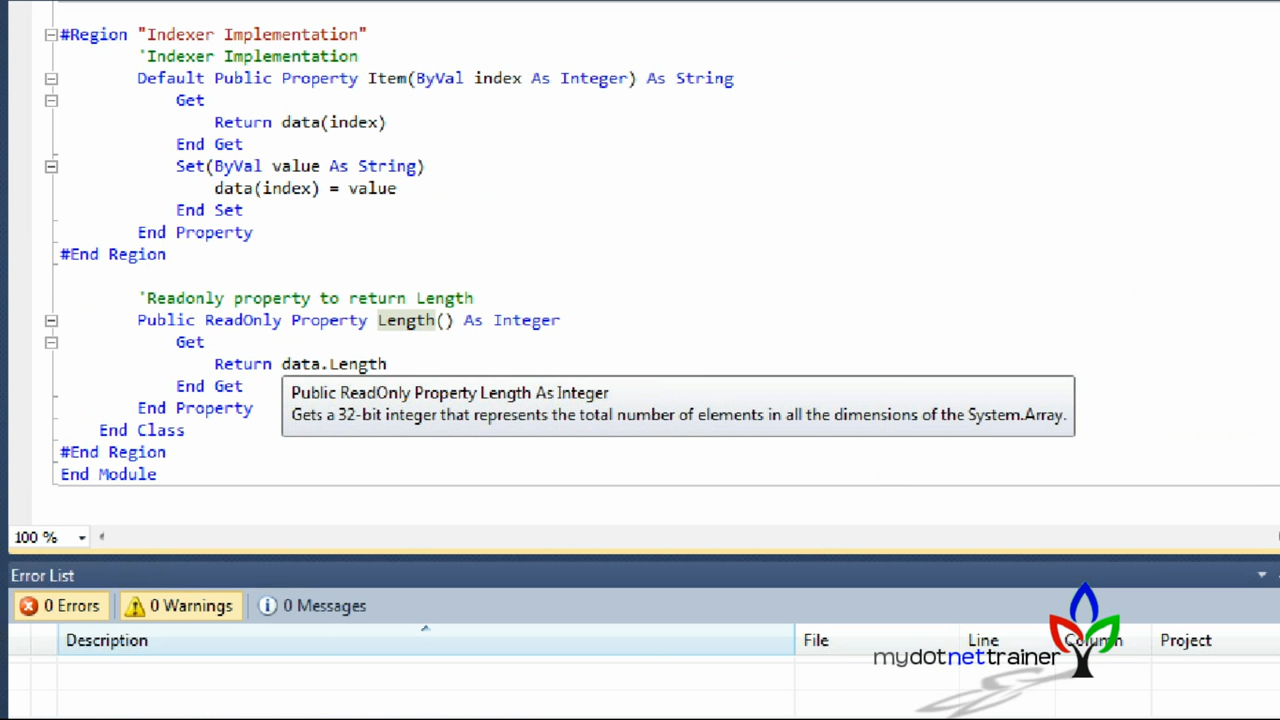 #Region "Indexer Implementation"
'Indexer Implementation
Default Public Property Item(ByVal index As Integer) As String
Get
Return data(index)
End Get
Set(ByVal value As String)
data(index) = value
End Set
End Property
#End Region
'Readonly property to return Length
Public ReadOnly Property Length() As Integer
Get
Return data.Length
End Get
End Property
End Class
#End Region
End Module
Public ReadOnly Property Length As Integer
Gets a 32-bit integer that represents the total number of elements in all the dimensions of the System.Array.
100 %
Error List
0 Errors 0 Warnings 0 Messages
Description File Line Column Project
mydotnettrainer